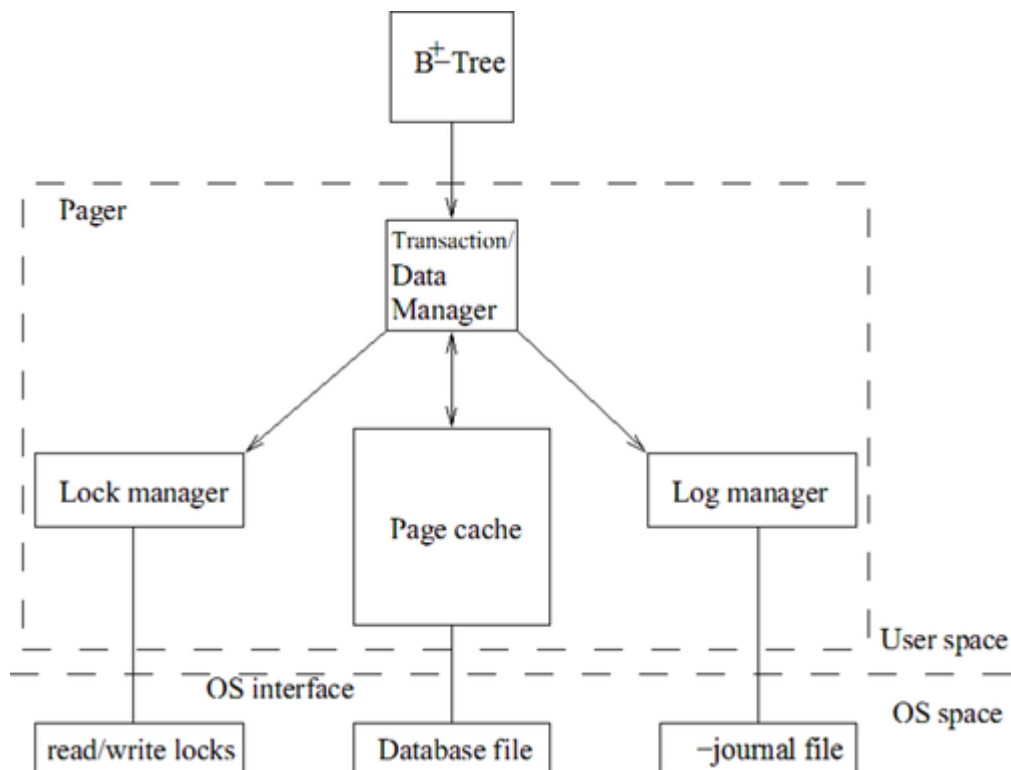 B+-Tree
Pager
Transaction/
Data
Manager
Lock manager
Page cache
Log manager
User space
OS interface
OS space
read/write locks
Database file
-journal file